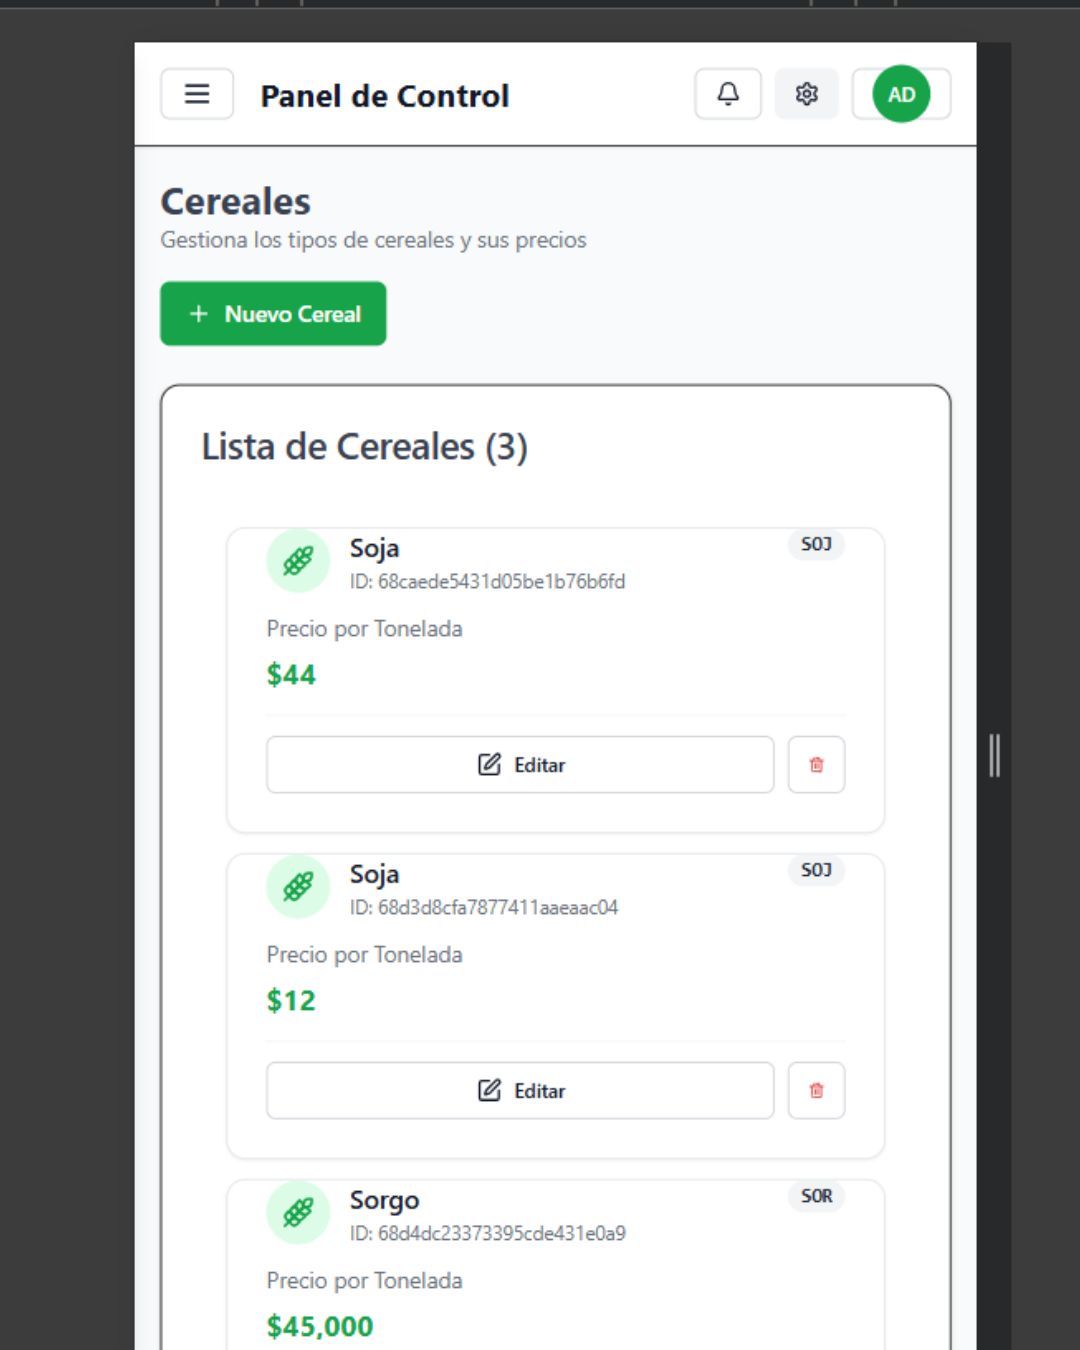 Panel de Control
AD
Cereales
Gestiona los tipos de cereales y sus precios
Nuevo Cereal
Lista de Cereales (3)
Soja
SOJ
ID: 68caede5431d05be1b76b6fd
Precio por Tonelada
$44
Editar
Soja
SOJ
ID: 68d3d8cfa7877411aaeaac04
Precio por Tonelada
$12
Editar
Sorgo
SOR
ID: 68d4dc23373395cde431e0a9
Precio por Tonelada
$45,000